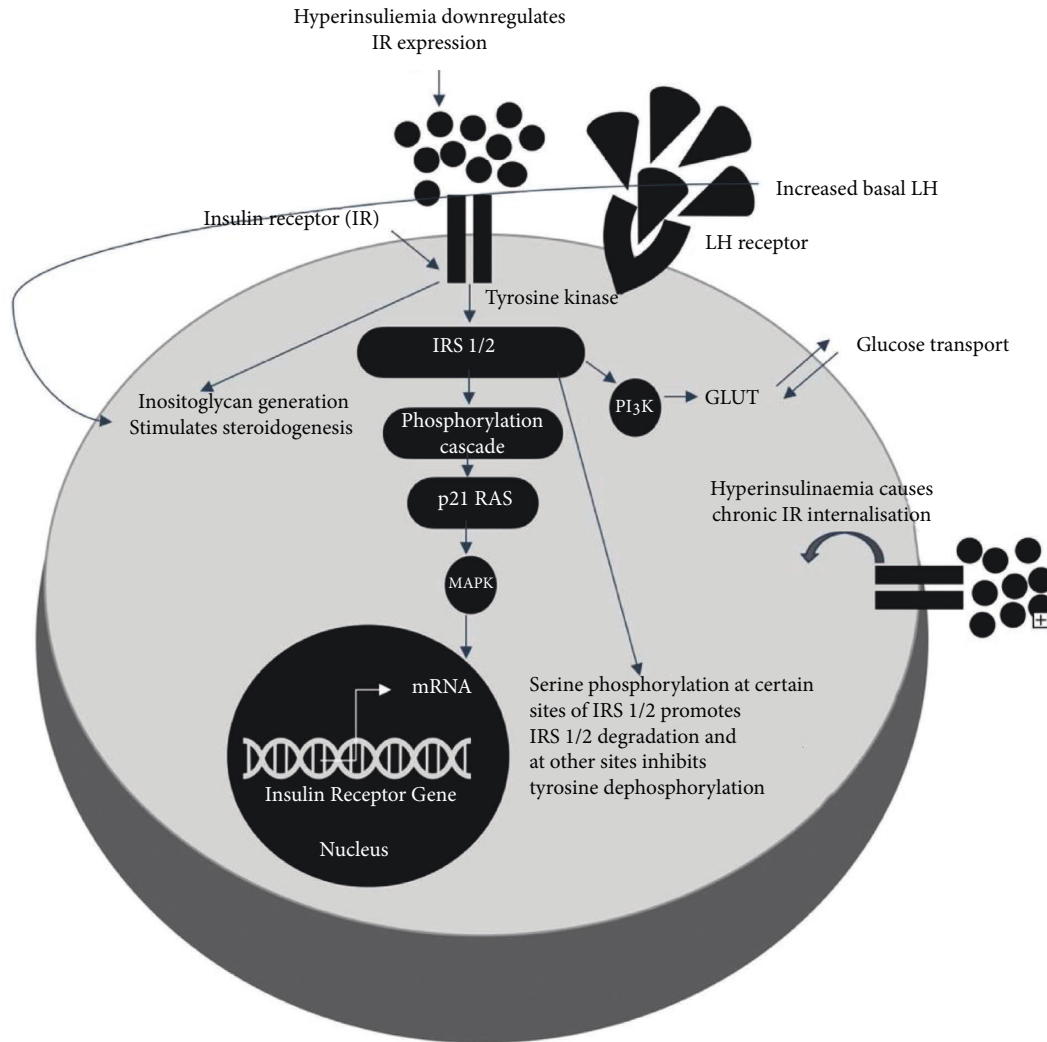 Hyperinsuliemia downregulates
IR expression
Increased basal LH
Insulin receptor (IR)
LH receptor
Tyrosine kinase
IRS 1/2
Glucose transport
PI3K
GLUT
Inositoglycan generation
Stimulates steroidogenesis
Phosphorylation
cascade
p21 RAS
Hyperinsulinaemia causes
chronic IR internalisation
MAPK
mRNA
Insulin Receptor Gene
Nucleus
Serine phosphorylation at certain
sites of IRS 1/2 promotes
IRS 1/2 degradation and
at other sites inhibits
tyrosine dephosphorylation
+